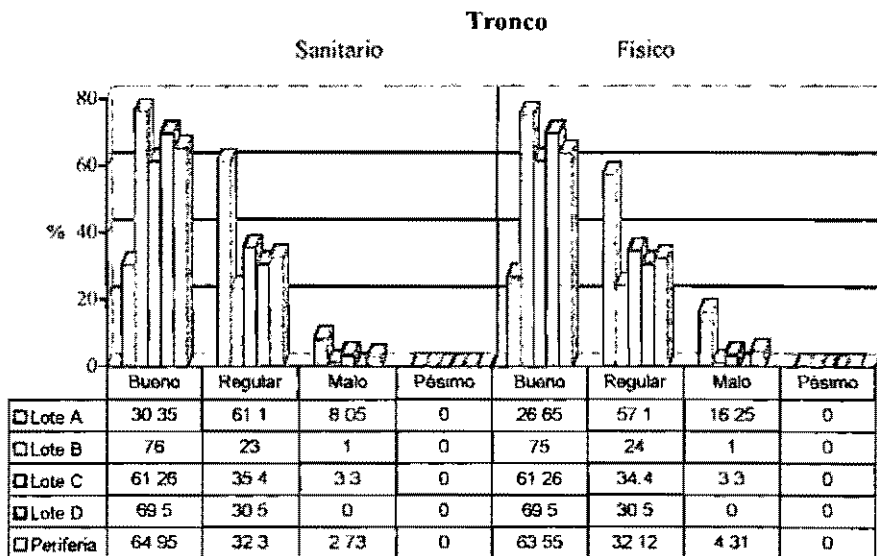 Tronco
Sanitario Físico
80
60
% 40
20
0
Bueno Regular Malo Pésimo Bueno Regular Malo Pésimo
Lote A 30 35 61 1 8 05 0 26 65 57 1 16 25 0
Lote B 76 23 1 0 75 24 1 0
Lote C 61 26 35 4 3 3 0 61 26 34.4 3 3 0
Lote D 69 5 30 5 0 0 69 5 30 5 0 0
Periferia 64 95 32 3 2 73 0 63 55 32 12 4 31 0